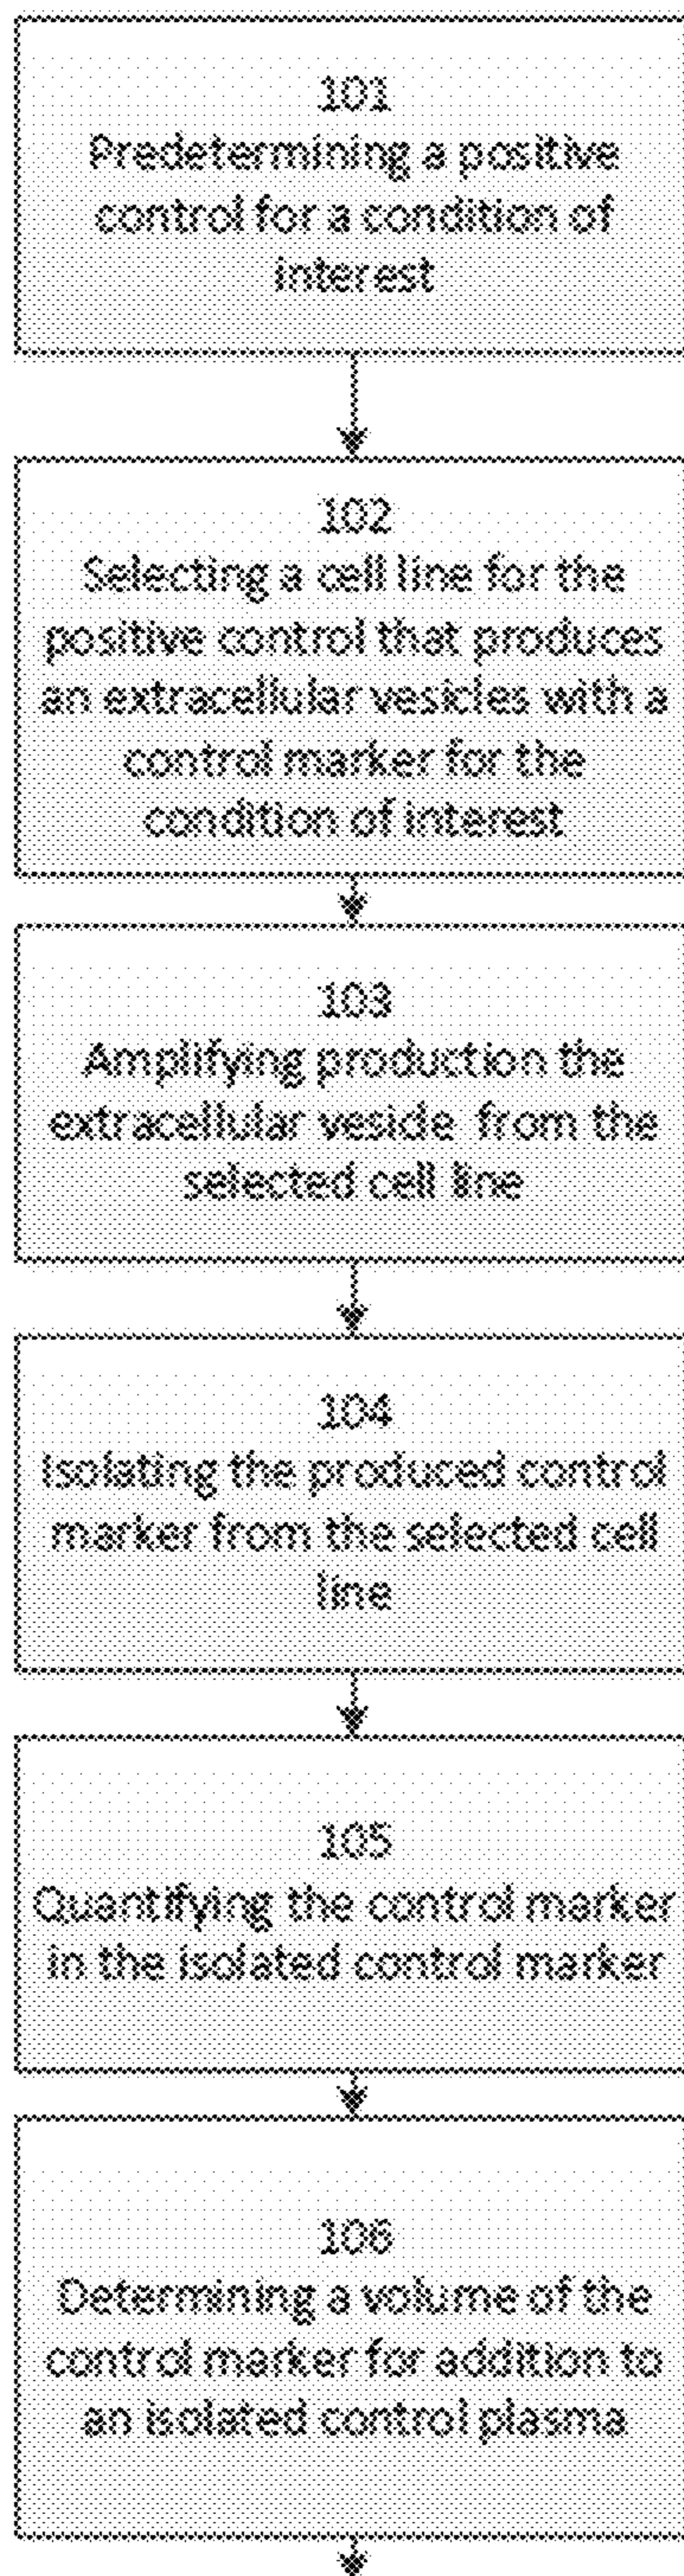 101
Predetermining a positive
control for a condition of
interest
102
Selecting a cell line for the
positive control that produces
an extracellular vesicles with a
control marker for the
condition of interest
103
Amplifying production the
extracellular vesicle from the
selected cell line
104
Isolating the produced control
marker from the selected cell
line
105
Quantifying the control marker
in the isolated control marker
106
Determining a volume of the
control marker for addition to
an isolated control plasma